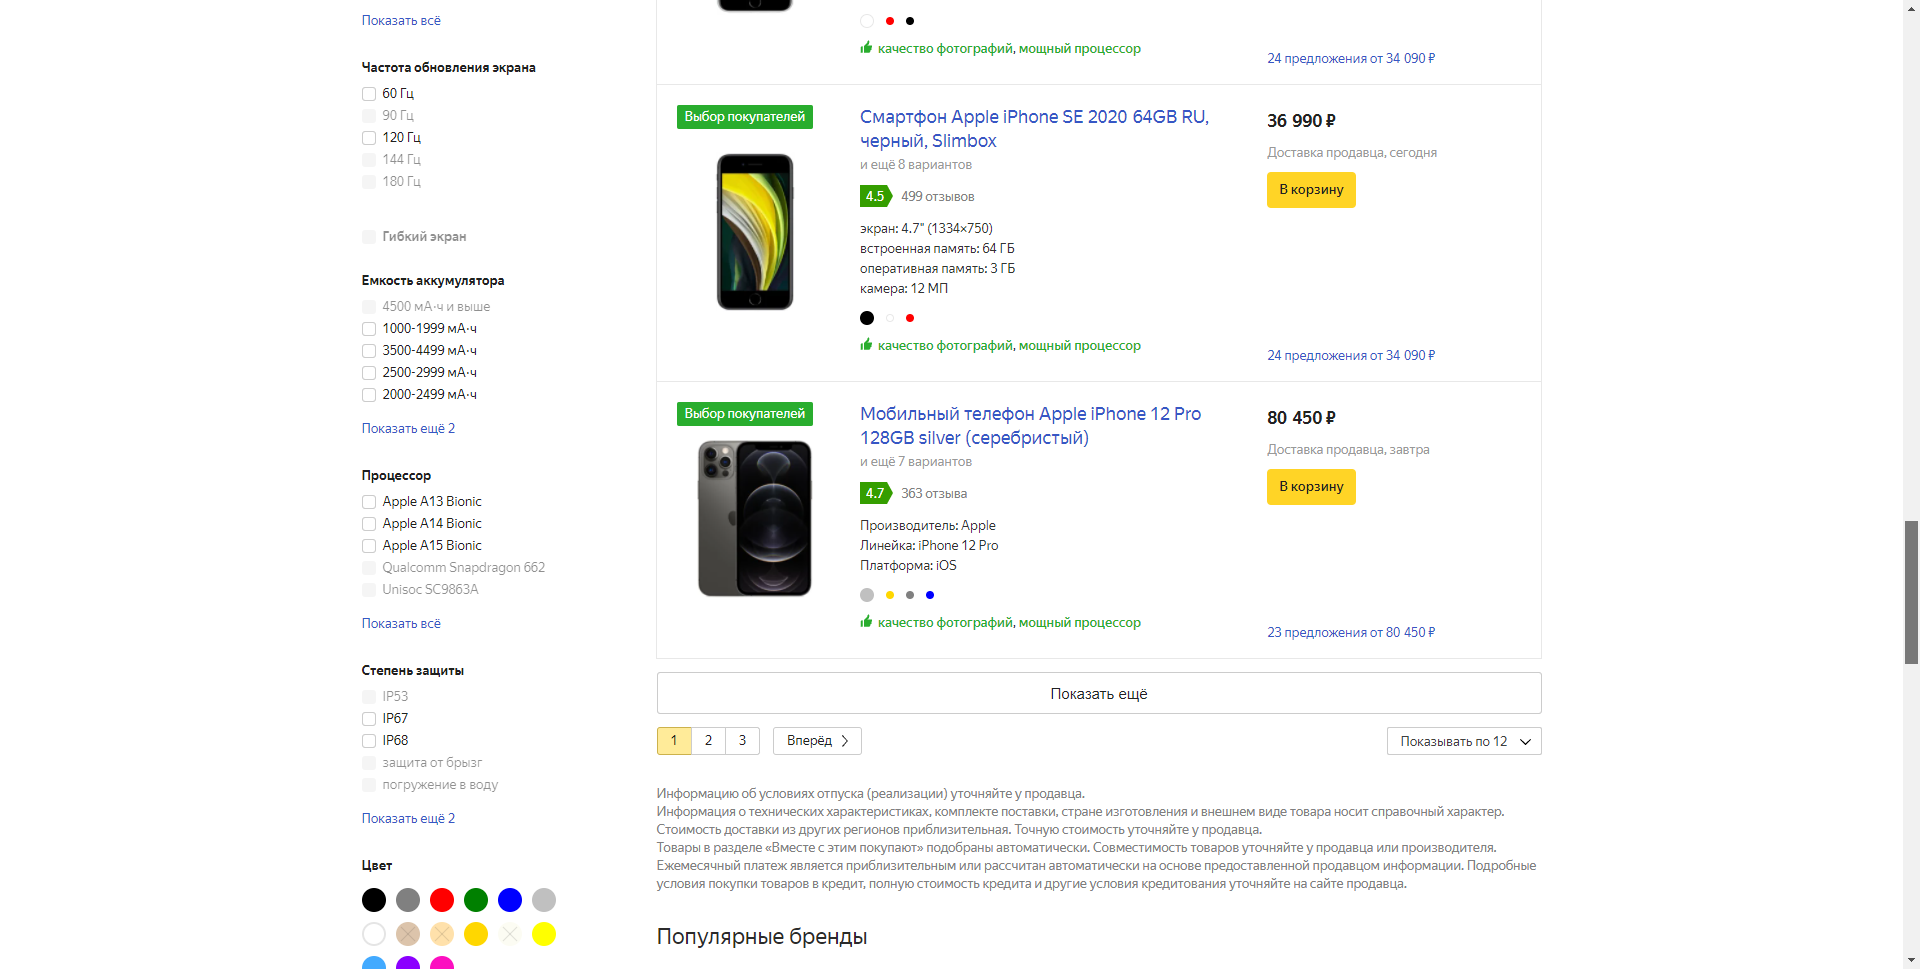 Показать всё
Частота обновления экрана
60 Гц
90 Гц
120 Гц
144 Гц
180 Гц
Гибкий экран
Емкость аккумулятора
4500 мА·ч и выше
1000-1999 мА·ч
3500-4499 мА·ч
2500-2999 мА·ч
2000-2499 мА·ч
Показать ещё 2
Процессор
Apple A13 Bionic
Apple A14 Bionic
Apple A15 Bionic
Qualcomm Snapdragon 662
Unisoc SC9863A
Показать всё
Степень защиты
IP53
IP67
IP68
защита от брызг
погружение в воду
Показать ещё 2
Цвет
качество фотографий, мощный процессор
24 предложения от 34 090 ₽
Выбор покупателей
Смартфон Apple iPhone SE 2020 64GB RU,
черный, Slimbox
и ещё 8 вариантов
4.5 499 отзывов
экран: 4.7" (1334×750)
встроенная память: 64 ГБ
оперативная память: 3 ГБ
камера: 12 МП
качество фотографий, мощный процессор
36 990 ₽
Доставка продавца, сегодня
В корзину
24 предложения от 34 090 ₽
Выбор покупателей
Мобильный телефон Apple iPhone 12 Pro
128GB silver (серебристый)
и ещё 7 вариантов
4.7 363 отзыва
Производитель: Apple
Линейка: iPhone 12 Pro
Платформа: iOS
качество фотографий, мощный процессор
80 450 ₽
Доставка продавца, завтра
В корзину
23 предложения от 80 450 ₽
Показать ещё
1 2 3 Вперёд
Показывать по 12
Информацию об условиях отпуска (реализации) уточняйте у продавца.
Информация о технических характеристиках, комплекте поставки, стране изготовления и внешнем виде товара носит справочный характер.
Стоимость доставки из других регионов приблизительная. Точную стоимость уточняйте у продавца.
Товары в разделе «Вместе с этим покупают» подобраны автоматически. Совместимость товаров уточняйте у продавца или производителя.
Ежемесячный платеж является приблизительным или рассчитан автоматически на основе предоставленной продавцом информации. Подробные
условия покупки товаров в кредит, полную стоимость кредита и другие условия кредитования уточняйте на сайте продавца.
Популярные бренды